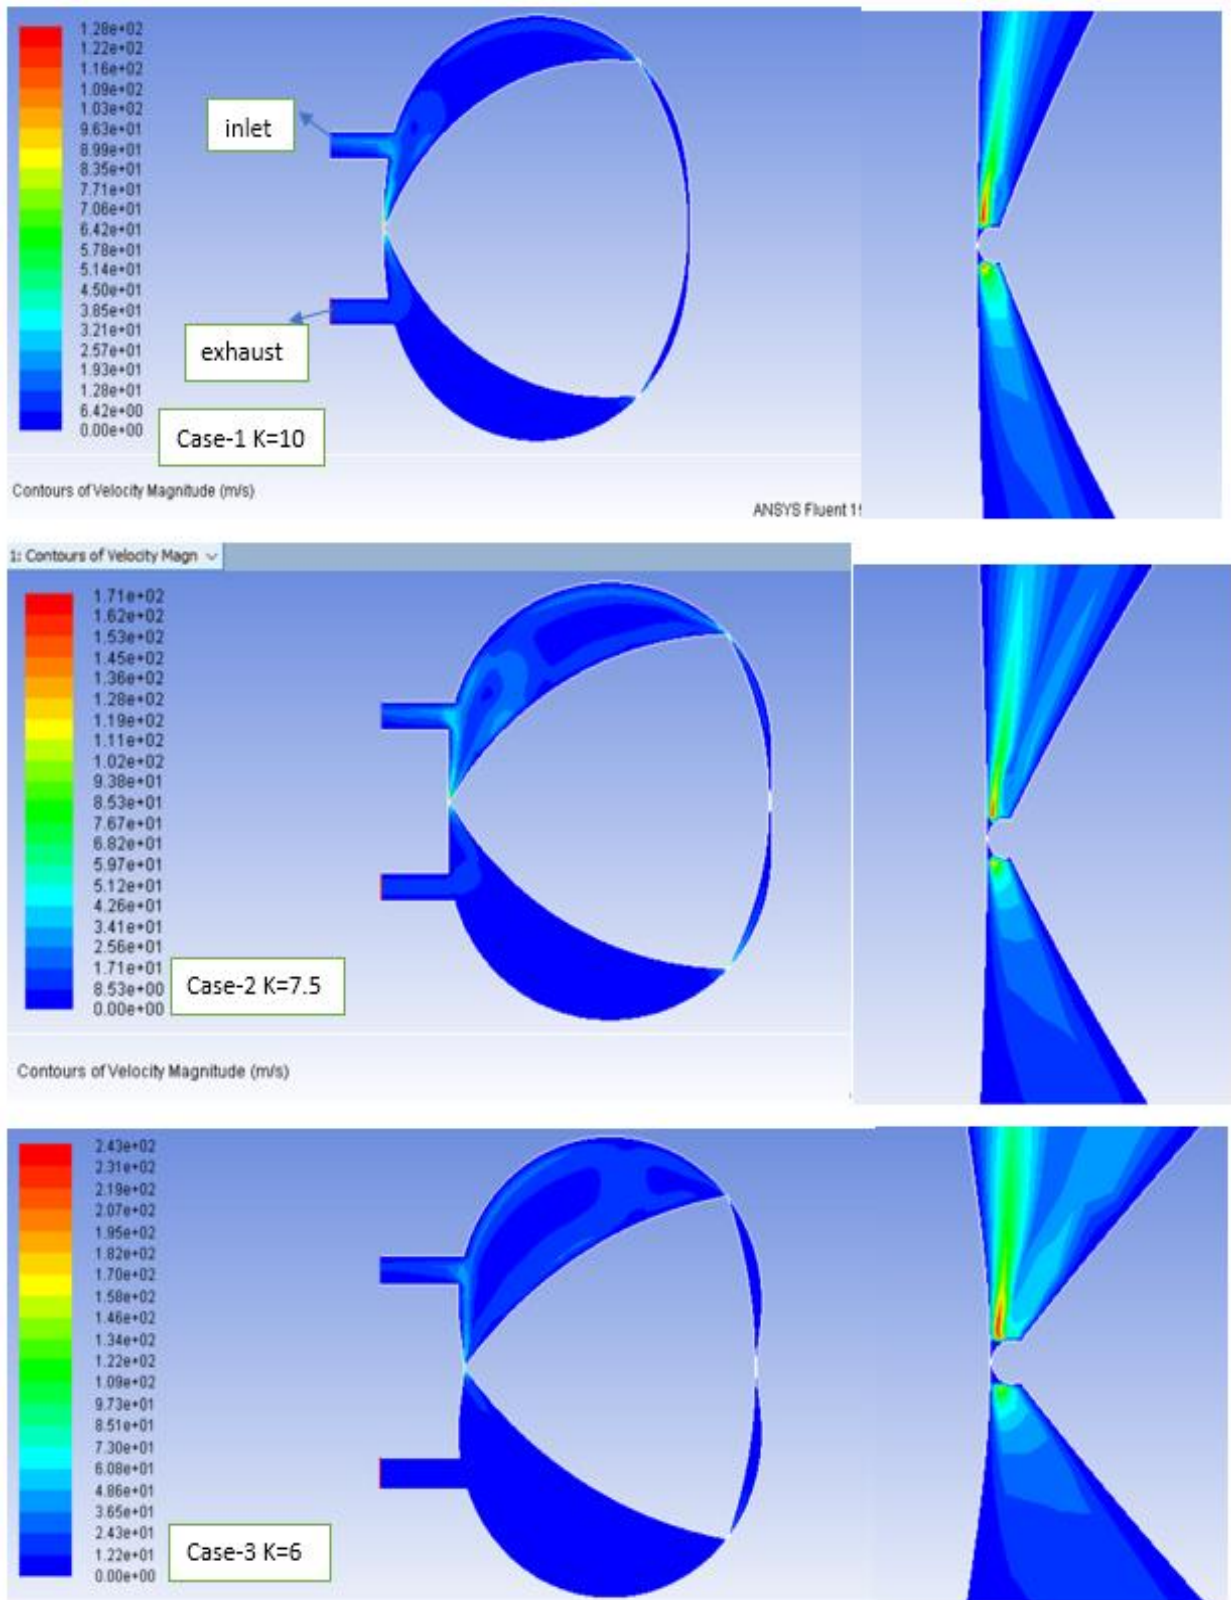 1.28e+02
1.22e+02
1.16e+02
1.09e+02
1.03e+02
9.63e+01
8.99e+01
8.35e+01
7.71e+01
7.06e+01
6.42e+01
5.78e+01
5.14e+01
4.50e+01
3.85e+01
3.21e+01
2.57e+01
1.93e+01
1.28e+01
6.42e+00
0.00e+00
inlet
exhaust
Case-1 K=10
Contours of Velocity Magnitude (m/s)
ANSYS Fluent 19
1: Contours of Velocity Magn
1.71e+02
1.62e+02
1.53e+02
1.45e+02
1.36e+02
1.28e+02
1.19e+02
1.11e+02
1.02e+02
9.38e+01
8.53e+01
7.67e+01
6.82e+01
5.97e+01
5.12e+01
4.26e+01
3.41e+01
2.56e+01
1.71e+01
8.53e+00
0.00e+00
Case-2 K=7.5
Contours of Velocity Magnitude (m/s)
2.43e+02
2.31e+02
2.19e+02
2.07e+02
1.95e+02
1.82e+02
1.70e+02
1.58e+02
1.46e+02
1.34e+02
1.22e+02
1.09e+02
9.73e+01
8.51e+01
7.30e+01
6.08e+01
4.86e+01
3.65e+01
2.43e+01
1.22e+01
0.00e+00
Case-3 K=6